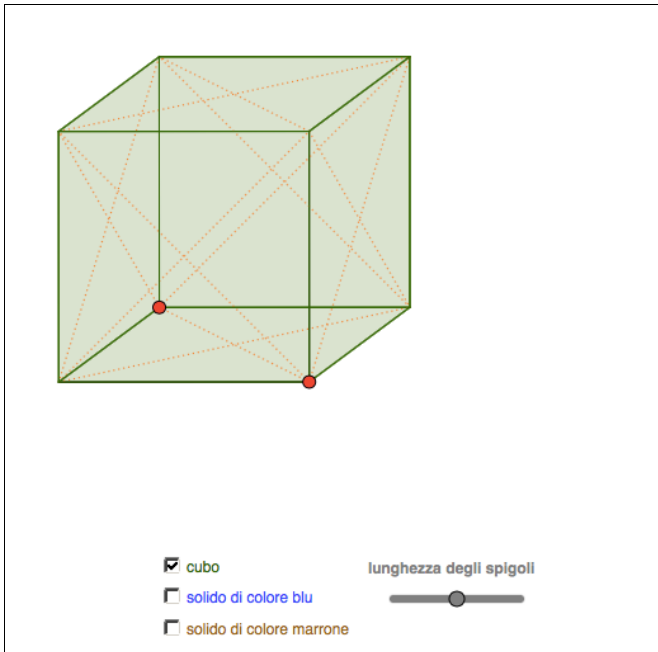 cubo
lunghezza degli spigoli
solido di colore blu
solido di colore marrone